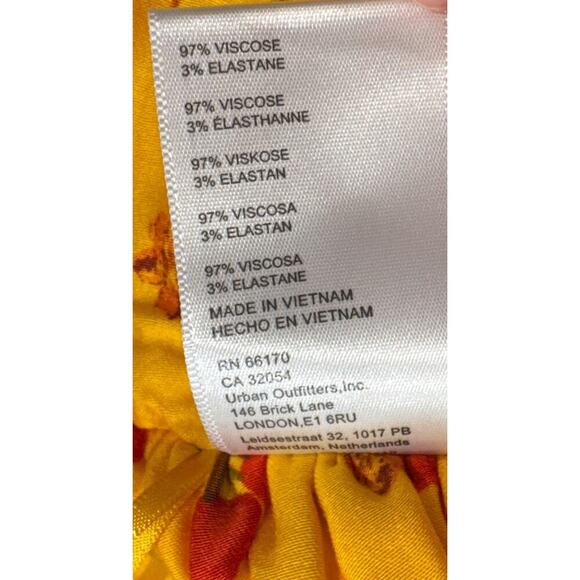 97% VISCOSE
3% ELASTANE
97% VISCOSE
3% ÉLASTHANNE
97% VISKOSE
3% ELASTAN
97% VISCOSA
3% ELASTAN
97% VISCOSA
3% ELASTANE
MADE IN VIETNAM
HECHO EN VIETNAM
RN 66170
CA 32054
Urban Outfitters,Inc.
146 Brick Lane
LONDON,E1 6RU
Leidsestraat 32, 1017 PB
Amsterdam, Netherlands